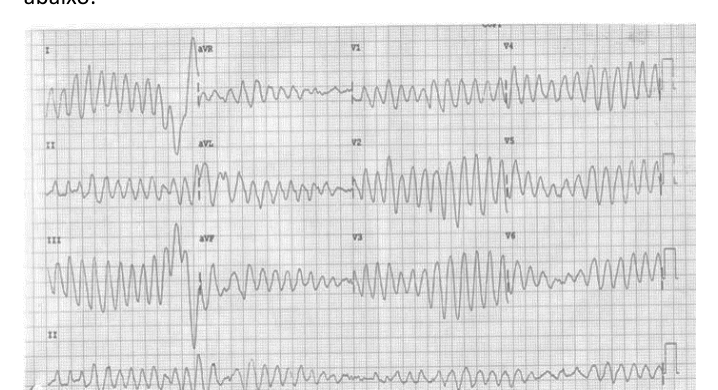 abaixo:
I aVR V1 V4
II aVL V2 V5
III aVF V3 V6
II